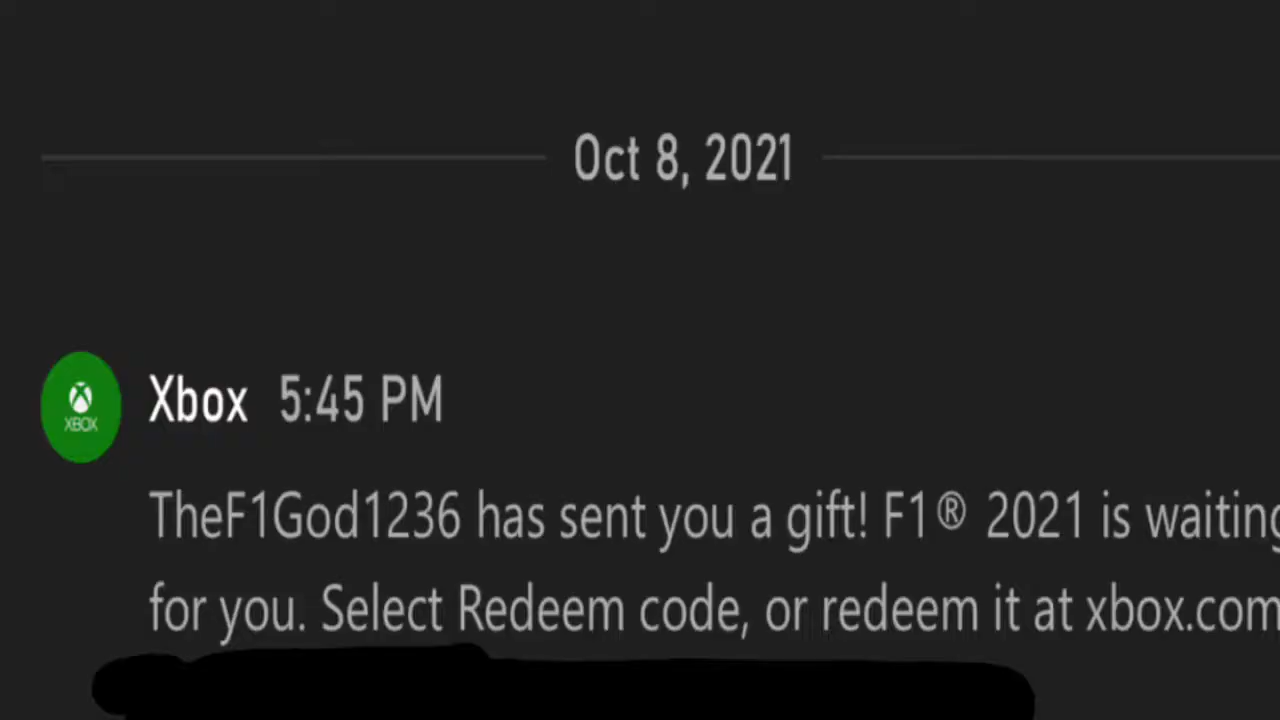 Oct 8, 2021
Xbox 5:45 PM
XBOX
TheF1God1236 has sent you a gift! F1® 2021 is waiting
for you. Select Redeem code, or redeem it at xbox.com